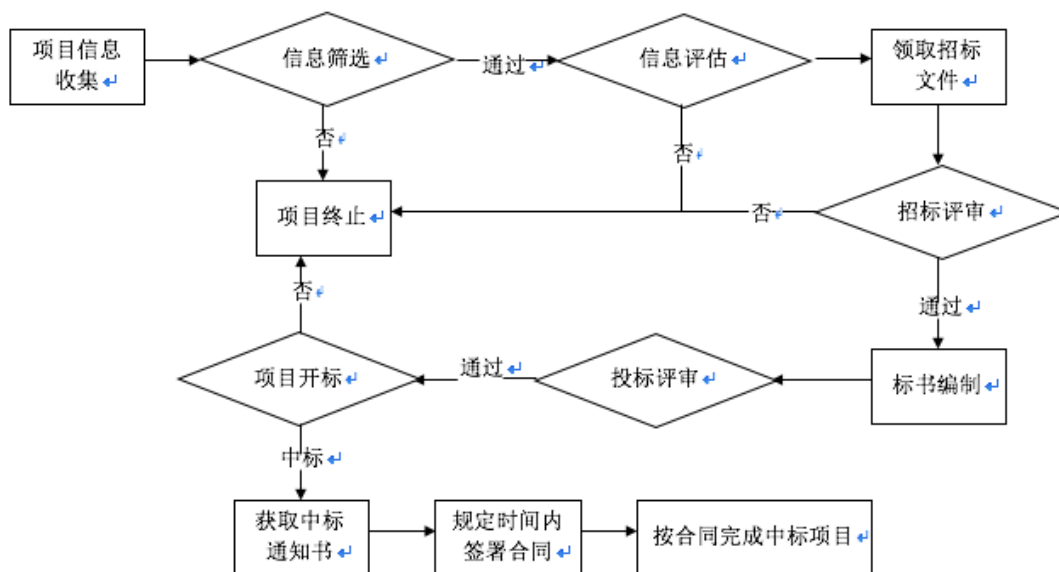 项目信息
收集
信息筛选
通过
信息评估
领取招标
文件
否
否
项目终止
否
招标评审
否
通过
项目开标
通过
投标评审
标书编制
中标
获取中标
通知书
规定时间内
签署合同
按合同完成中标项目